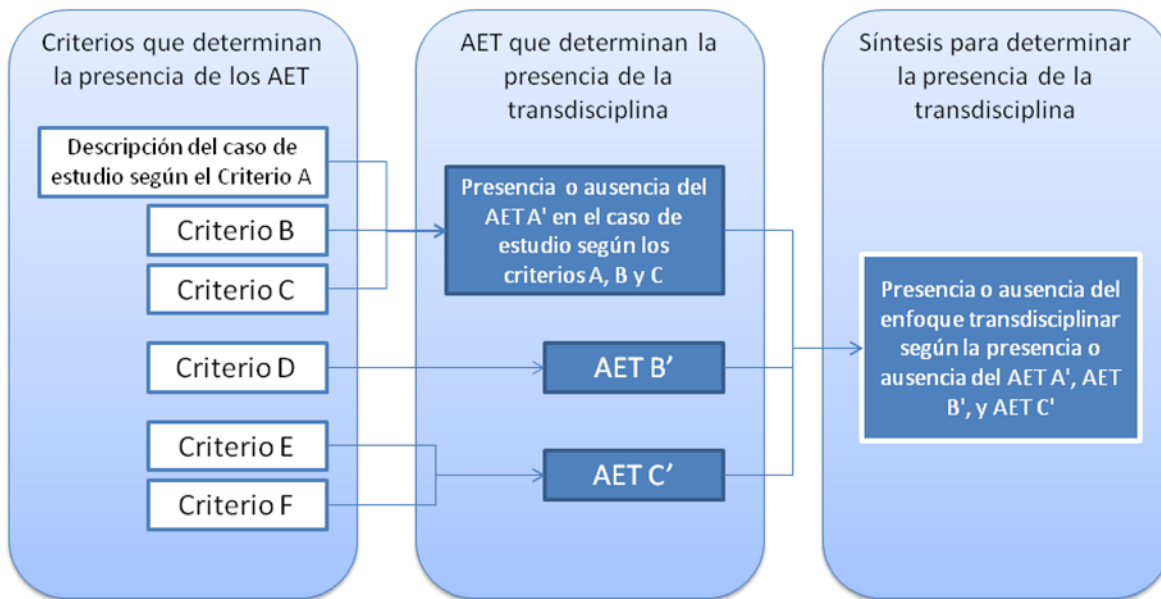 Criterios que determinan
la presencia de los AET
Descripción del caso de
estudio según el Criterio A
Criterio B
Criterio C
Criterio D
Criterio E
Criterio F
AET que determinan la
presencia de la
transdisciplina
Presencia o ausencia del
AET A' en el caso de
estudio según los
criterios A, B y C
AET B’
AET C’
Síntesis para determinar
la presencia de la
transdisciplina
Presencia o ausencia del
enfoque transdisciplinar
según la presencia o
ausencia del AET A', AET
B', y AET C'